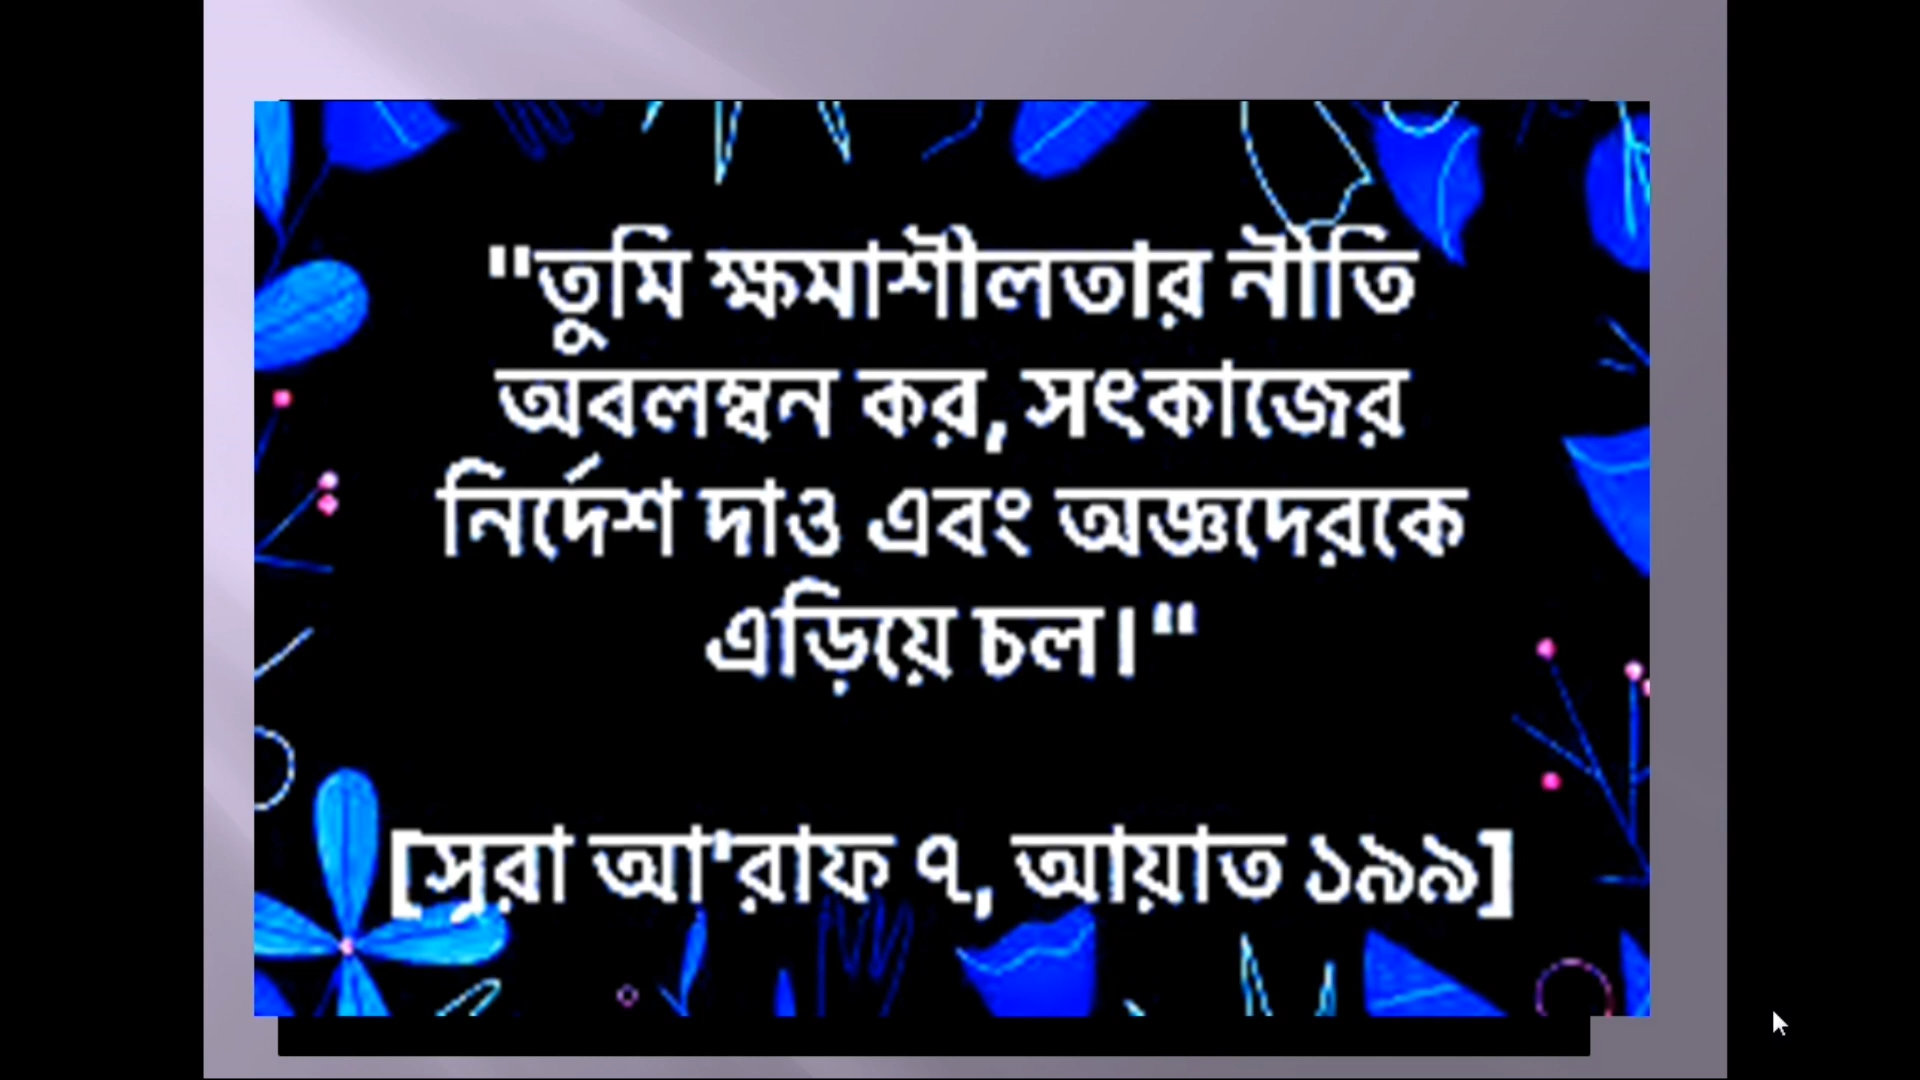 "তুমি ক্ষমাশীলতার নীতি
অবলম্বন কর, সৎকাজের
নির্দেশ দাও এবং অজ্ঞদেরকে
এড়িয়ে চল।"
[সূরা আ'রাফ ৭, আয়াত ১৯৯]